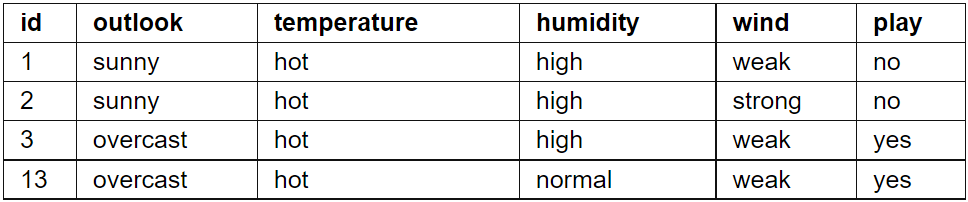 id outlook temperature humidity wind play
1 sunny hot high weak no
2 sunny hot high strong no
3 overcast hot high weak yes
13 overcast hot normal weak yes